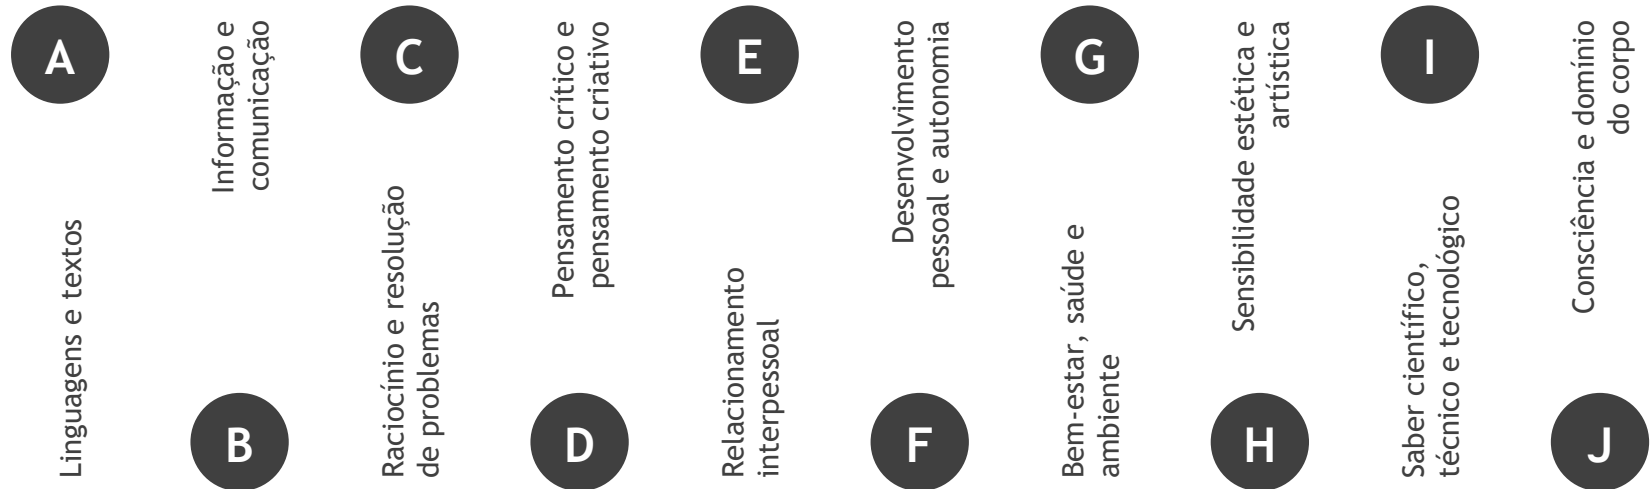 A
Linguagens e textos
B
Informação e
comunicação
C
Raciocínio e resolução
de problemas
D
Pensamento crítico e
pensamento criativo
E
Relacionamento
interpessoal
F
Desenvolvimento
pessoal e autonomia
G
Bem-estar, saúde e
ambiente
H
Sensibilidade estética e
artística
I
Saber científico,
técnico e tecnológico
J
Consciência e domínio
do corpo